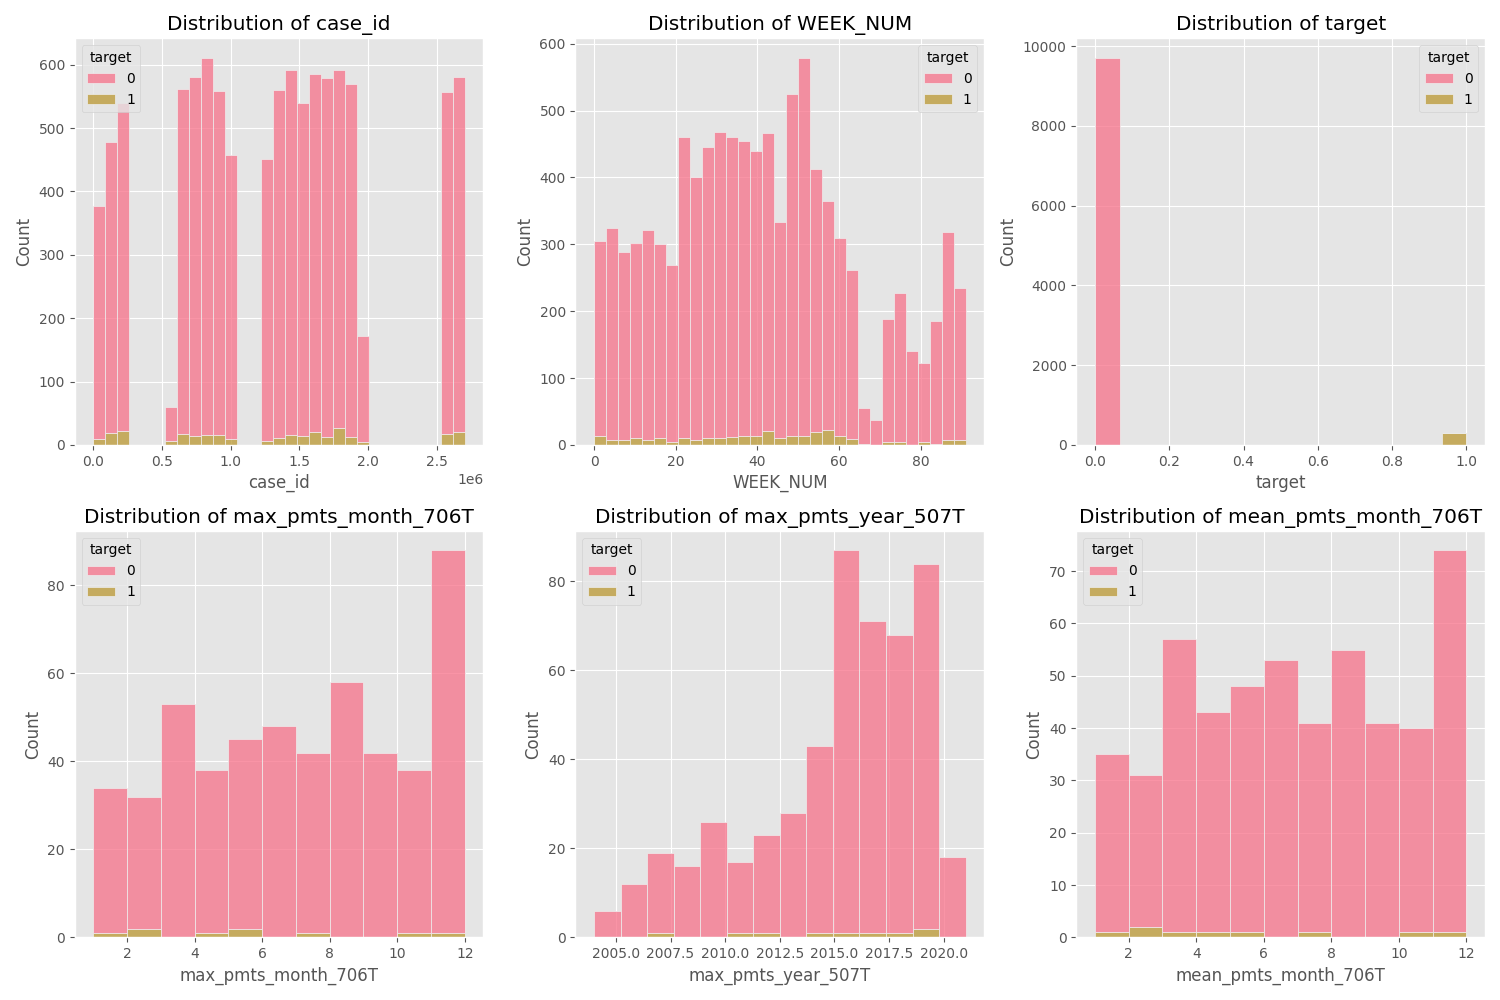 Distribution of case_id
target
0
1
600
500
400
300
200
100
0
Count
0.0 0.5 1.0 1.5 2.0 2.5
1e6
case_id
Distribution of WEEK_NUM
target
0
1
600
500
400
300
200
100
0
Count
0 20 40 60 80
WEEK_NUM
Distribution of target
target
0
1
10000
8000
6000
4000
2000
0
Count
0.0 0.2 0.4 0.6 0.8 1.0
target
Distribution of max_pmts_month_706T
target
0
1
80
60
40
20
0
Count
2 4 6 8 10 12
max_pmts_month_706T
Distribution of max_pmts_year_507T
target
0
1
80
60
40
20
0
Count
2005.0 2007.5 2010.0 2012.5 2015.0 2017.5 2020.0
max_pmts_year_507T
Distribution of mean_pmts_month_706T
target
0
1
70
60
50
40
30
20
10
0
Count
2 4 6 8 10 12
mean_pmts_month_706T